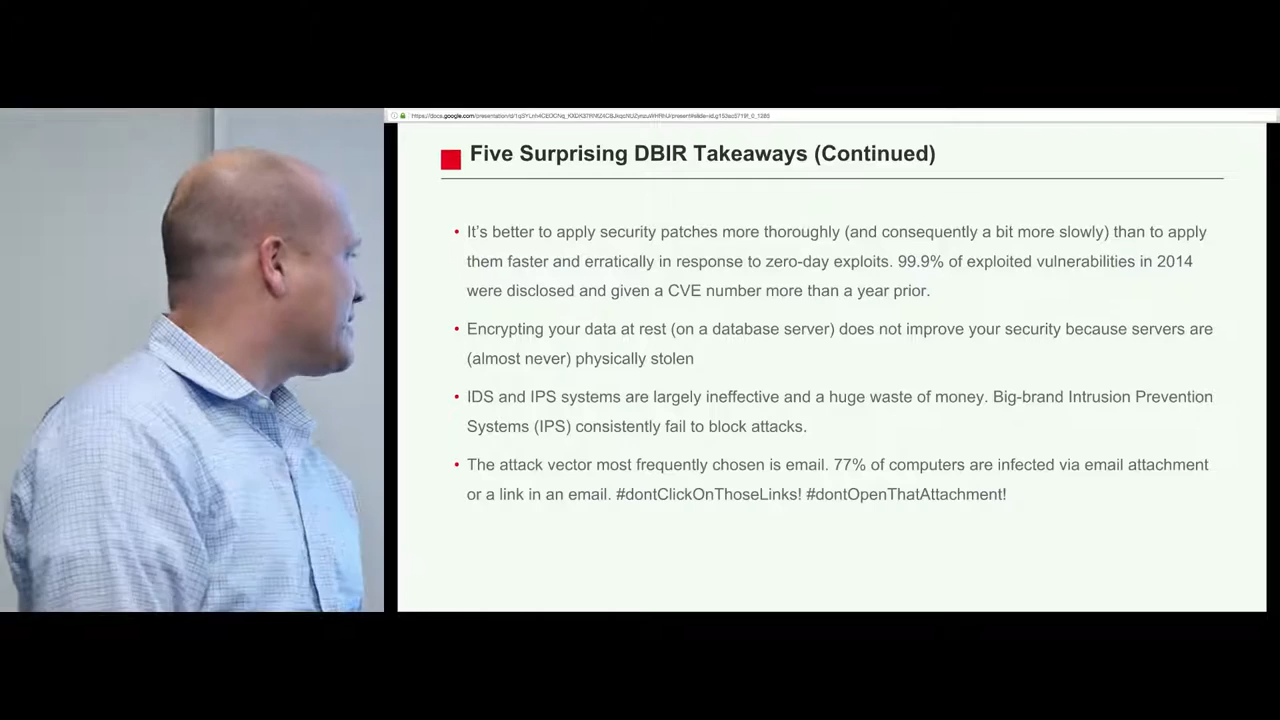 Five Surprising DBIR Takeaways (Continued)
• It's better to apply security patches more thoroughly (and consequently a bit more slowly) than to apply
them faster and erratically in response to zero-day exploits. 99.9% of exploited vulnerabilities in 2014
were disclosed and given a CVE number more than a year prior.
• Encrypting your data at rest (on a database server) does not improve your security because servers are
(almost never) physically stolen
• IDS and IPS systems are largely ineffective and a huge waste of money. Big-brand Intrusion Prevention
Systems (IPS) consistently fail to block attacks.
• The attack vector most frequently chosen is email. 77% of computers are infected via email attachment
or a link in an email. #dontClickOnThoseLinks! #dontOpenThatAttachment!